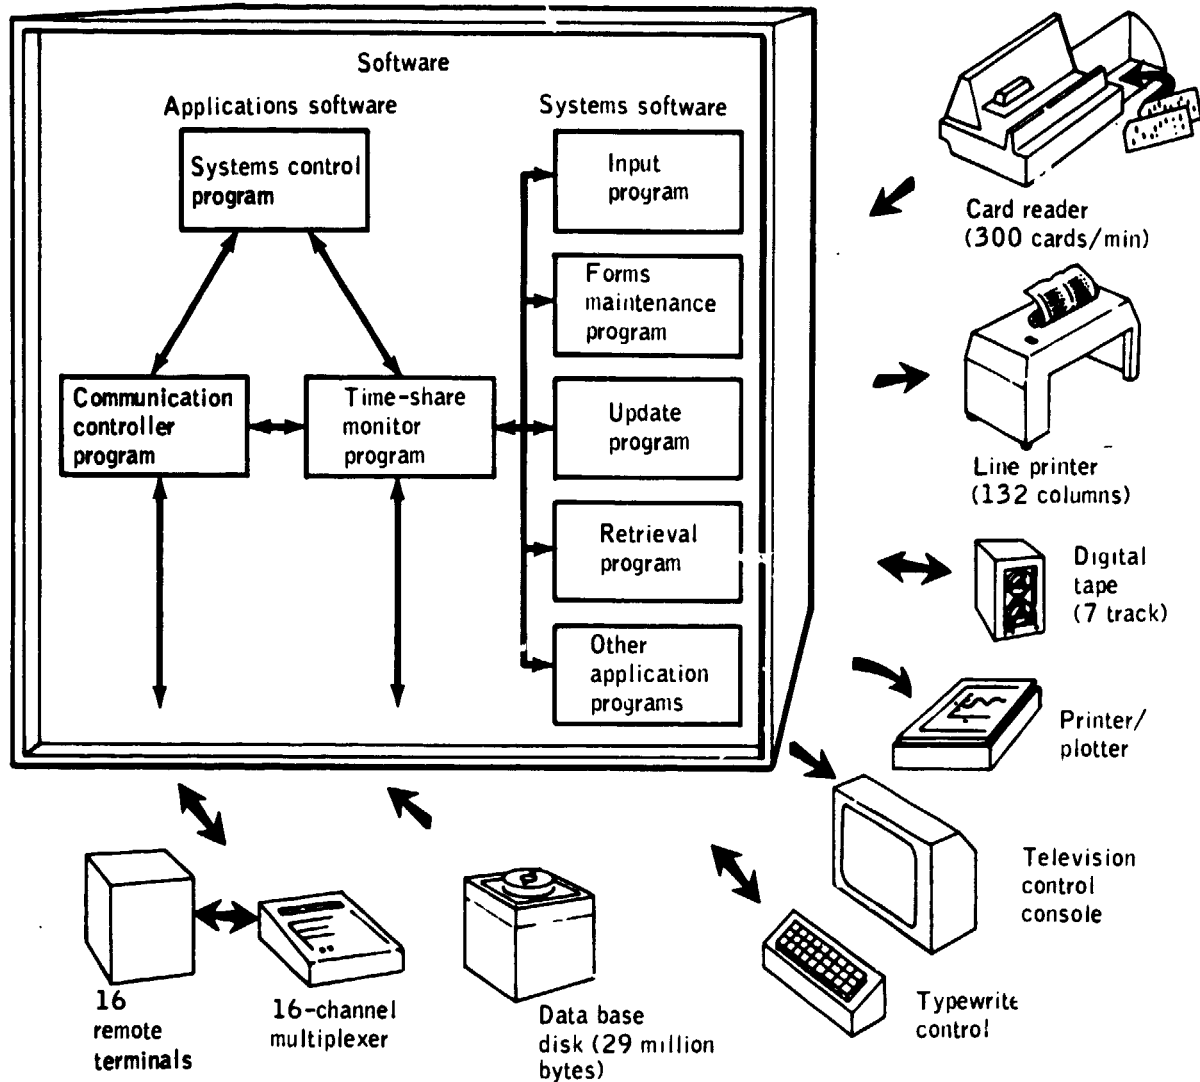 Software
Applications software
Systems software
Systems control
program
Input
program
Forms
maintenance
program
Communication
controller
program
Time-share
monitor
program
Update
program
Retrieval
program
Other
application
programs
Card reader
(300 cards/min)
Line printer
(132 columns)
Digital
tape
(7 track)
Printer/
plotter
Television
control
console
Typewrite
control
16
remote
terminals
16-channel
multiplexer
Data base
disk (29 million
bytes)